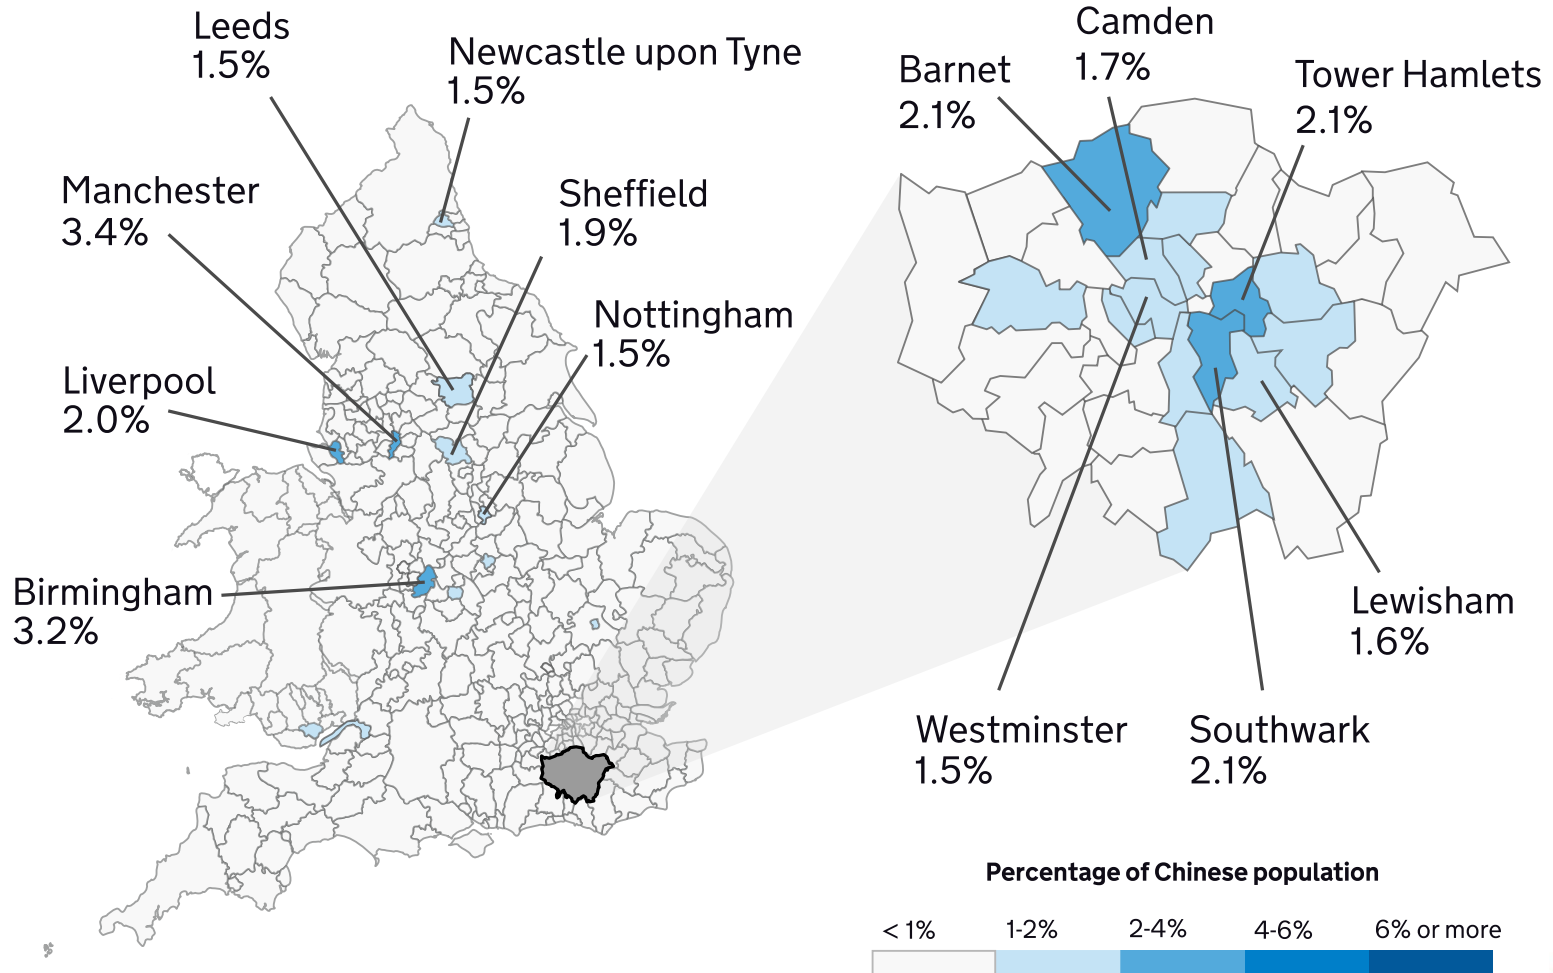 Leeds
1.5%
Newcastle upon Tyne
1.5%
Manchester
3.4%
Sheffield
1.9%
Nottingham
1.5%
Liverpool
2.0%
Birmingham
3.2%
Camden
1.7%
Barnet
2.1%
Tower Hamlets
2.1%
Lewisham
1.6%
Westminster
1.5%
Southwark
2.1%
Percentage of Chinese population
< 1% 1-2% 2-4% 4-6% 6% or more